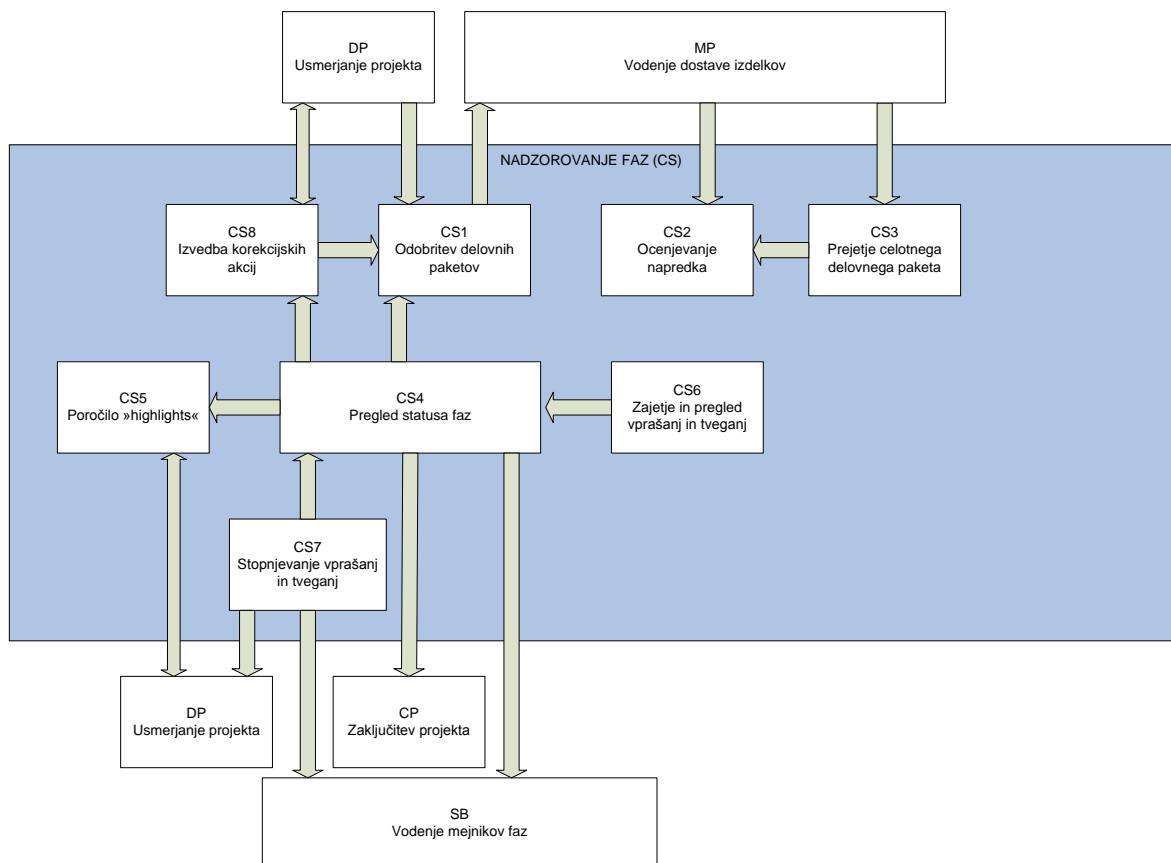 DP
Usmerjanje projekta
MP
Vodenje dostave izdelkov
NADZOROVANJE FAZ (CS)
CS8
Izvedba korekcijskih
akcij
CS1
Odobritev delovnih
paketov
CS2
Ocenjevanje
napredka
CS3
Prejetje celotnega
delovnega paketa
CS5
Poročilo »highlights«
CS4
Pregled statusa faz
CS6
Zajetje in pregled
vprašanj in tveganj
CS7
Stopnjevanje vprašanj
in tveganj
DP
Usmerjanje projekta
CP
Zaključitev projekta
SB
Vodenje mejnikov faz